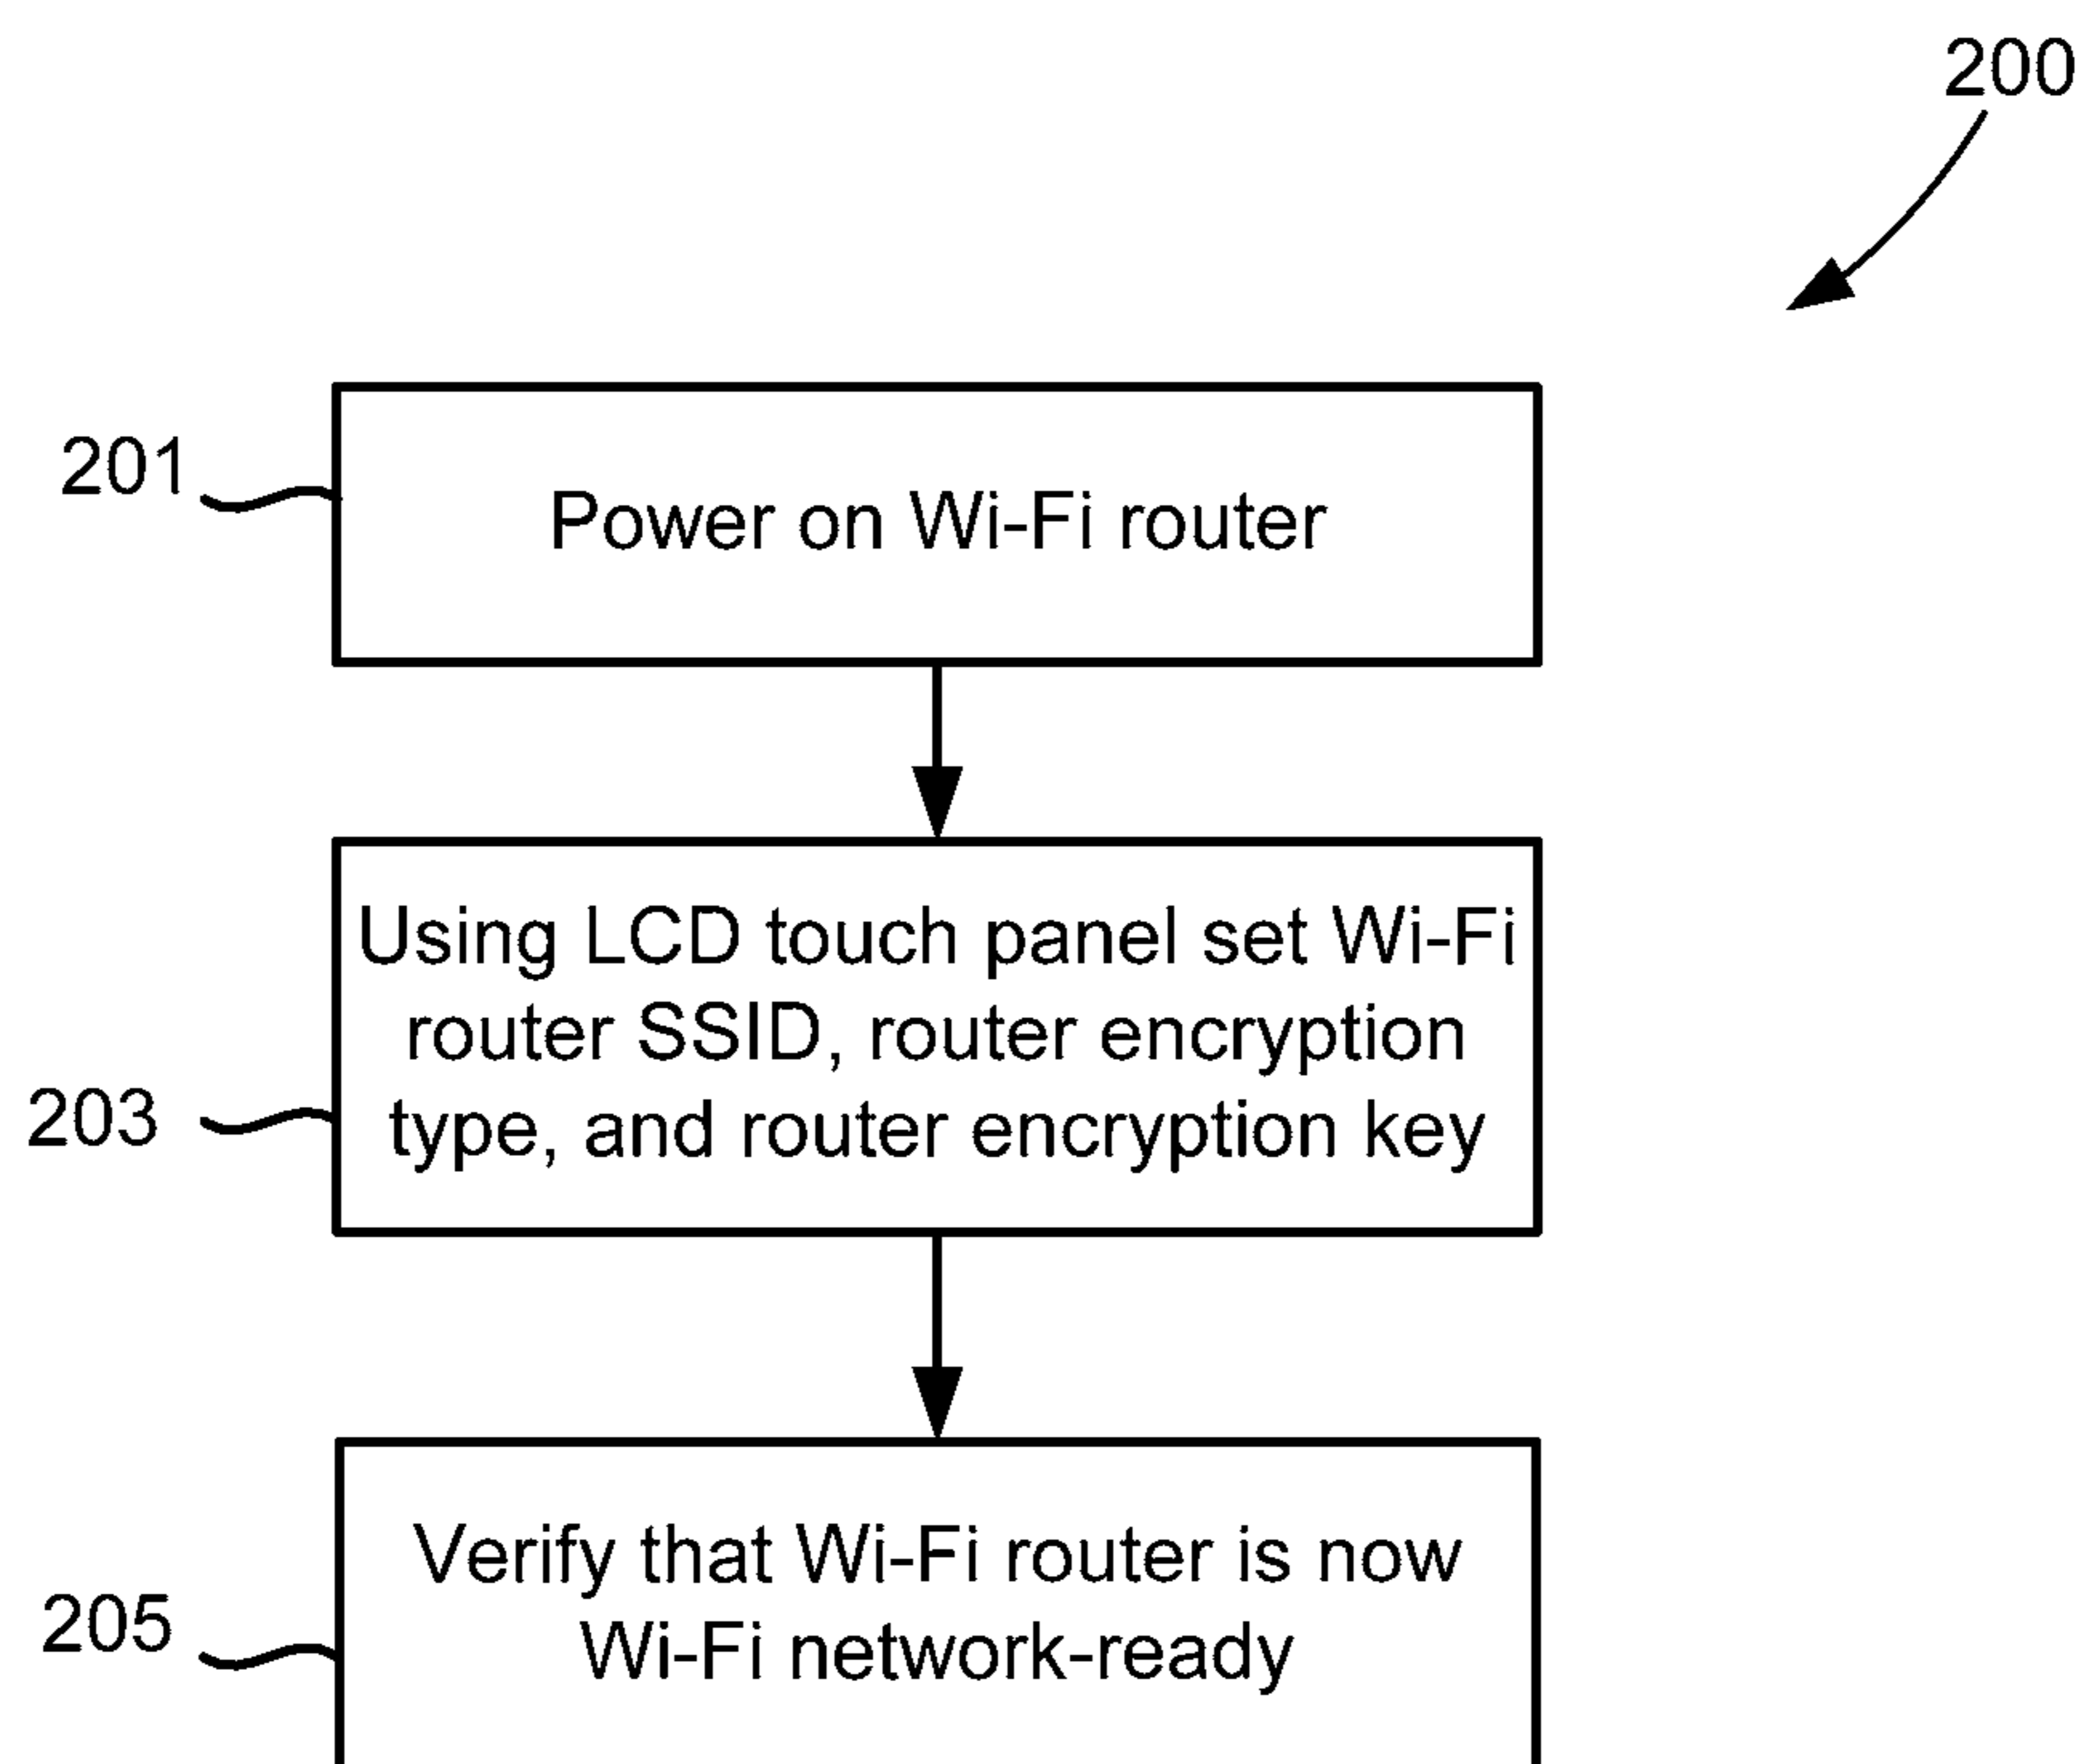 200
201
Power on Wi-Fi router
Using LCD touch panel set Wi-Fi
router SSID, router encryption
203
type, and router encryption key
Verify that Wi-Fi router is now
205
Wi-Fi network-ready